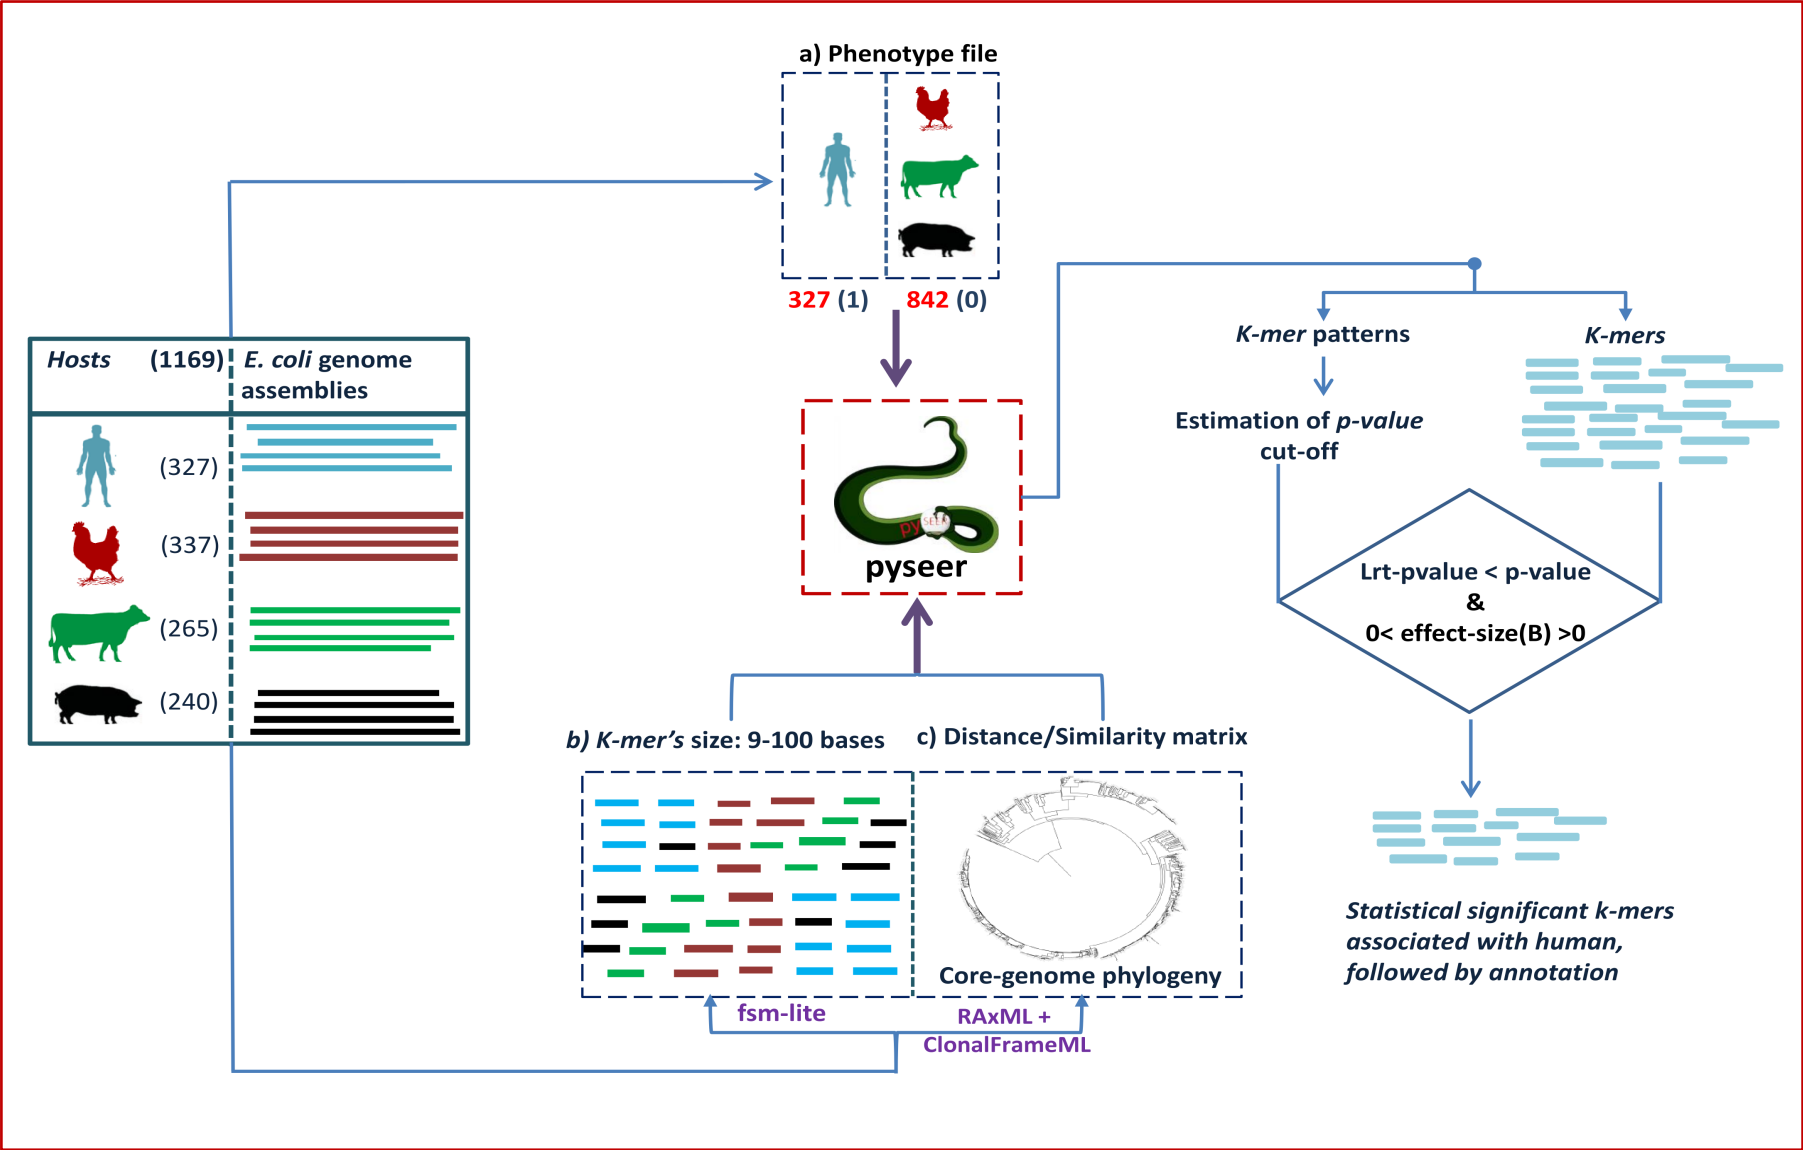 a) Phenotype file
327 (1) 842 (0)
Hosts (1169) E. coli genome
assemblies
(327)
(337)
(265)
(240)
py SEER
pyseer
b) K-mer's size: 9-100 bases
c) Distance/Similarity matrix
Core-genome phylogeny
fsm-lite
RAxML +
ClonalFrameML
K-mer patterns
K-mers
Estimation of p-value
cut-off
Lrt-pvalue < p-value
&
0< effect-size(B) >0
Statistical significant k-mers
associated with human,
followed by annotation